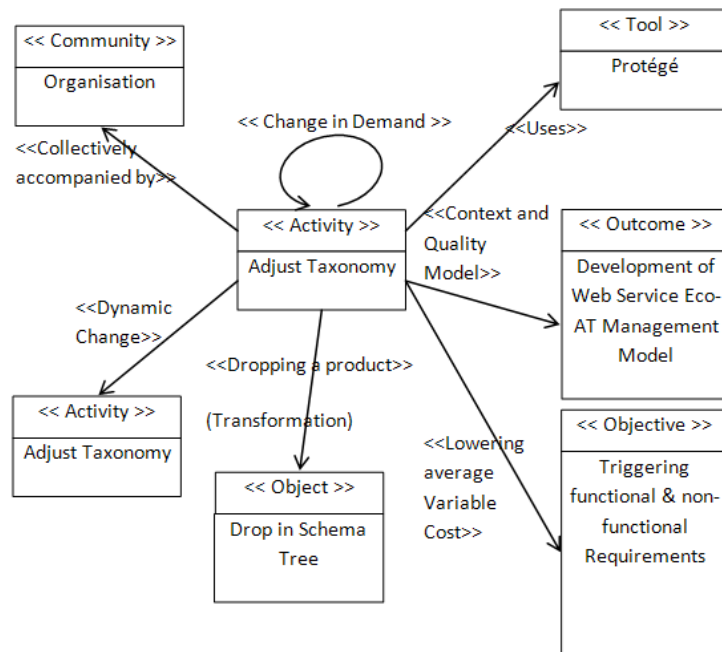 << Community >>
Organisation
<< Tool >>
Protégé
<< Change in Demand >>
<<Uses>>
<<Collectively
accompanied by>>
<< Activity >>
Adjust Taxonomy
<<Context and
Quality
Model>>
<< Outcome >>
Development of
Web Service Eco-
AT Management
Model
<<Dynamic
Change>>
<<Dropping a product>>
(Transformation)
<< Activity >>
Adjust Taxonomy
<< Object >>
Drop in Schema
Tree
<<Lowering
average
Variable
Cost>>
<< Objective >>
Triggering
functional & non-
functional
Requirements